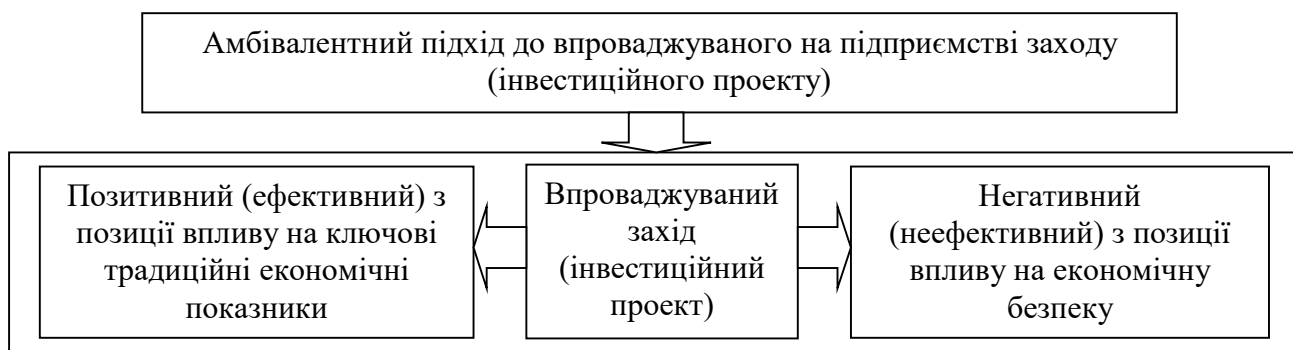 Амбівалентний підхід до впроваджуваного на підприємстві заходу
(інвестиційного проекту)
Позитивний (ефективний) з
позиції впливу на ключові
традиційні економічні
показники
Впроваджуваний
захід
(інвестиційний
проект)
Негативний
(неефективний) з позиції
впливу на економічну
безпеку